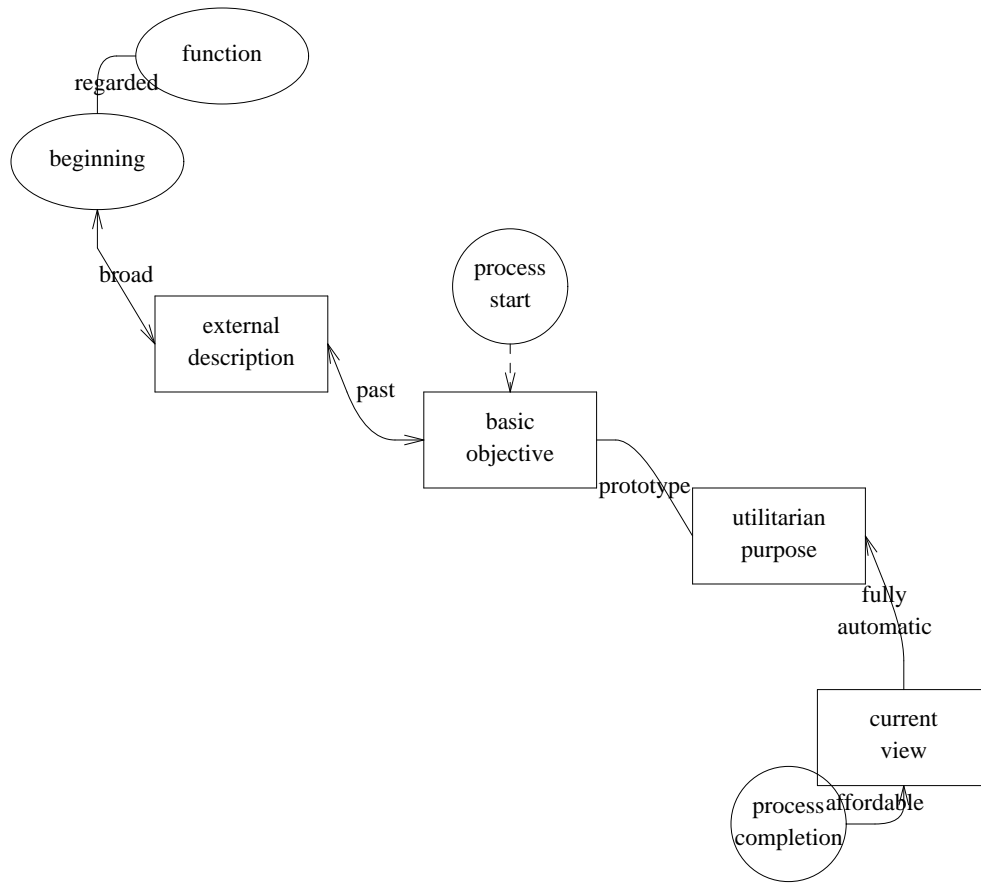 function
regarded
beginning
process
start
broad
external
description
past
basic
objective
prototype
utilitarian
purpose
fully
automatic
current
view
affordable
process
completion